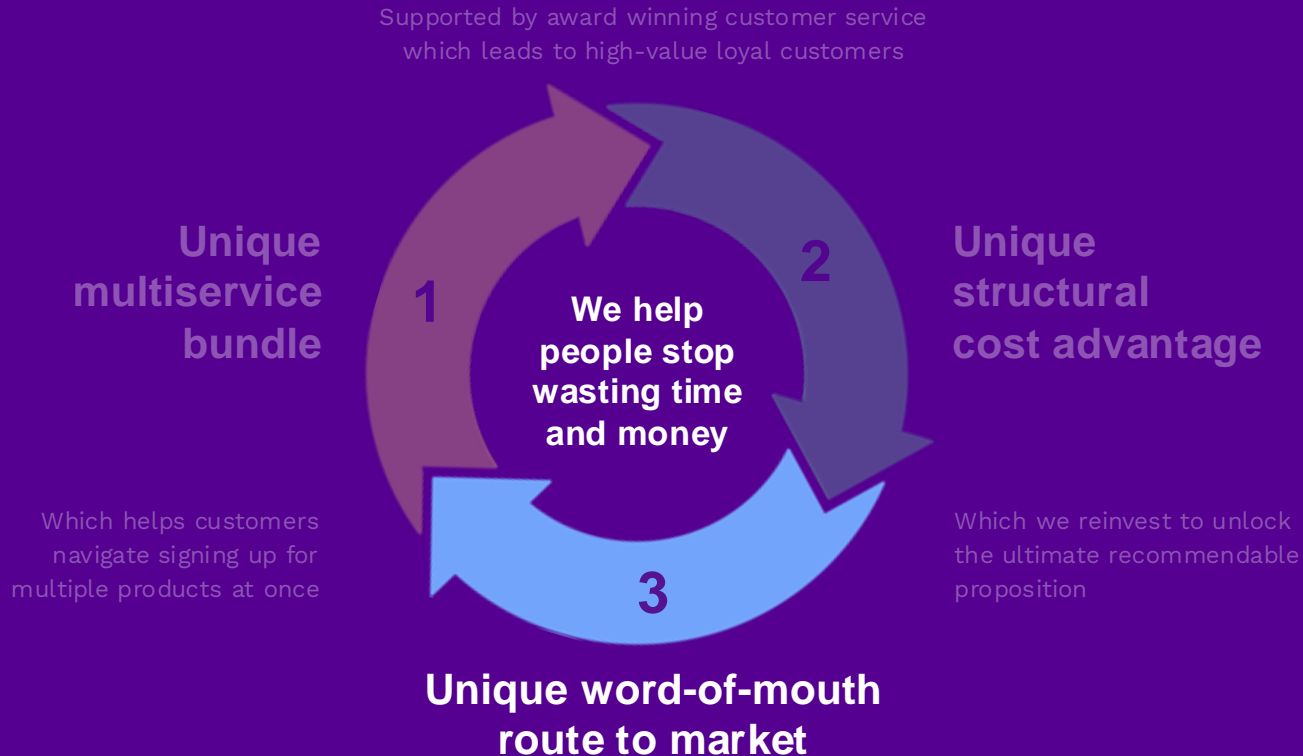 Supported by award winning customer service
which leads to high-value loyal customers
Unique
multiservice
bundle
1
2
Unique
structural
cost advantage
We help
people stop
wasting time
and money
Which helps customers
navigate signing up for
multiple products at once
3
Which we reinvest to unlock
the ultimate recommendable
proposition
Unique word-of-mouth
route to market